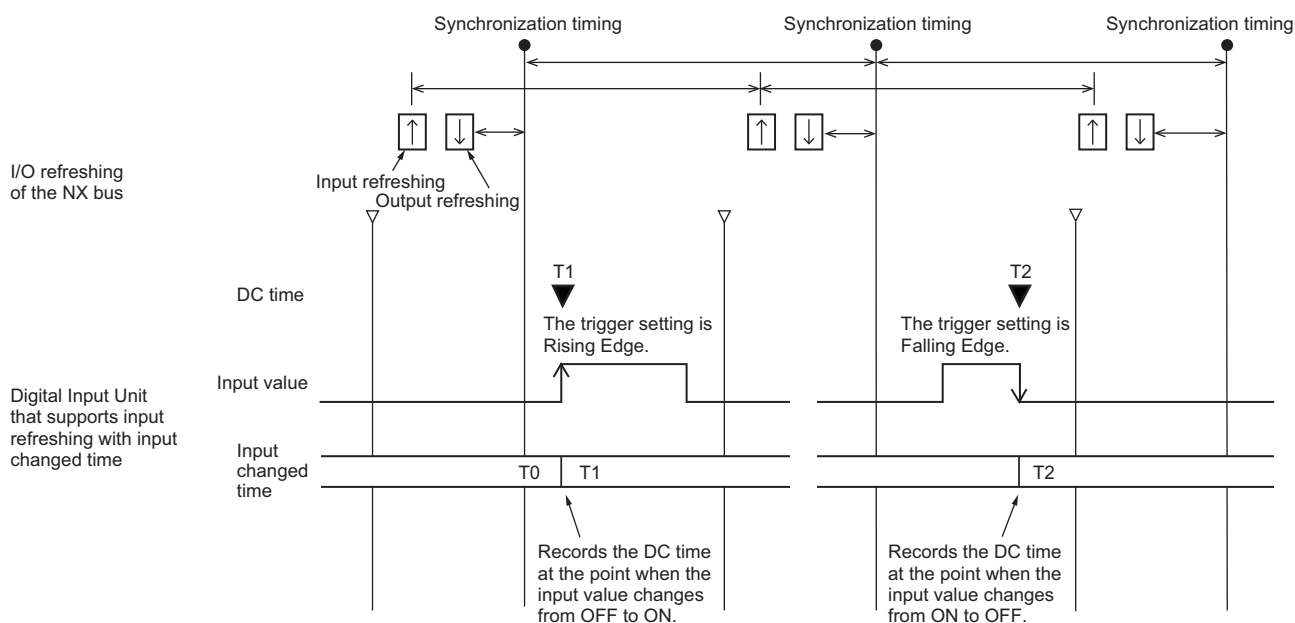 Synchronization timing
Synchronization timing
Synchronization timing
I/O refreshing
of the NX bus
Input refreshing
Output refreshing
T1
T2
DC time
The trigger setting is
Rising Edge.
The trigger setting is
Falling Edge.
Input value
Digital Input Unit
that supports input
refreshing with input
changed time
Input
changed
time
T0
T1
T2
Records the DC time
at the point when the
input value changes
from OFF to ON.
Records the DC time
at the point when the
input value changes
from ON to OFF.